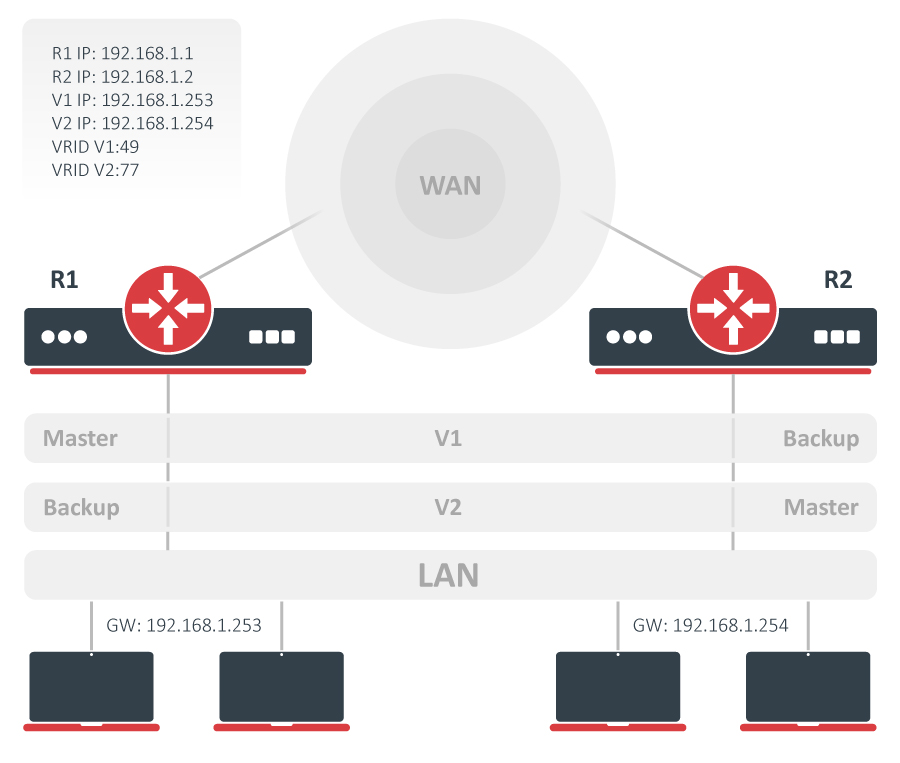 R1 IP: 192.168.1.1
R2 IP: 192.168.1.2
V1 IP: 192.168.1.253
V2 IP: 192.168.1.254
VRID V1:49
VRID V2:77
WAN
R1
R2
Master V1 Backup
Backup V2 Master
LAN
GW: 192.168.1.253 GW: 192.168.1.254